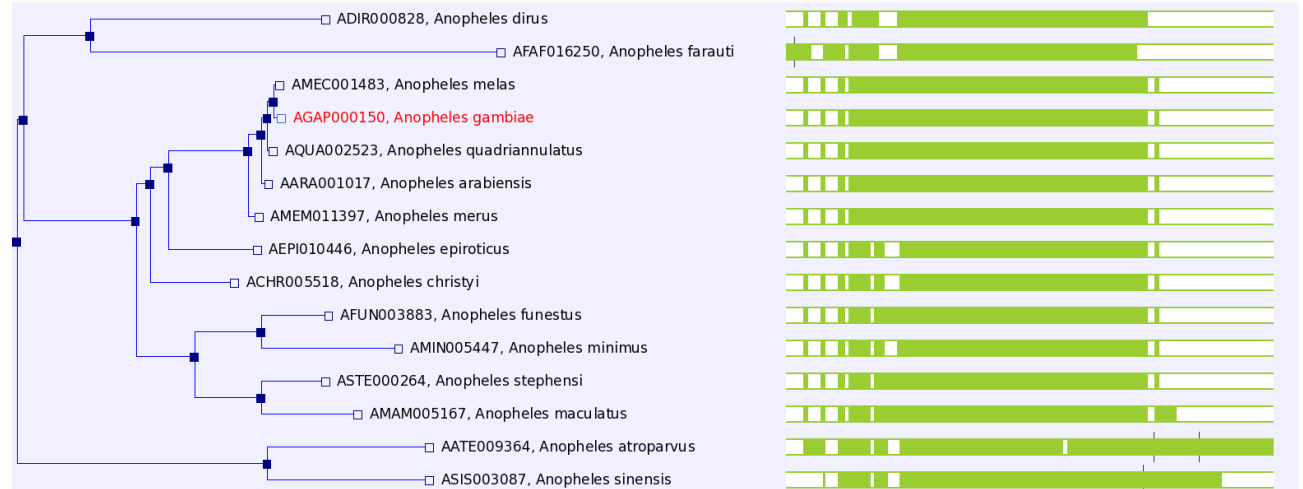 ADIR000828, Anopheles dirus
AFAF016250, Anopheles farauti
AMEC001483, Anopheles melas
AGAP000150, Anopheles gambiae
AQUA002523, Anopheles quadriannulatus
AARA001017, Anopheles arabiensis
AMEM011397, Anopheles merus
AEPI010446, Anopheles epiroticus
ACHR005518, Anopheles christyi
AFUN003883, Anopheles funestus
AMIN005447, Anopheles minimus
ASTE000264, Anopheles stephensi
AMAM005167, Anopheles maculatus
AATE009364, Anopheles atroparvus
ASIS003087, Anopheles sinensis